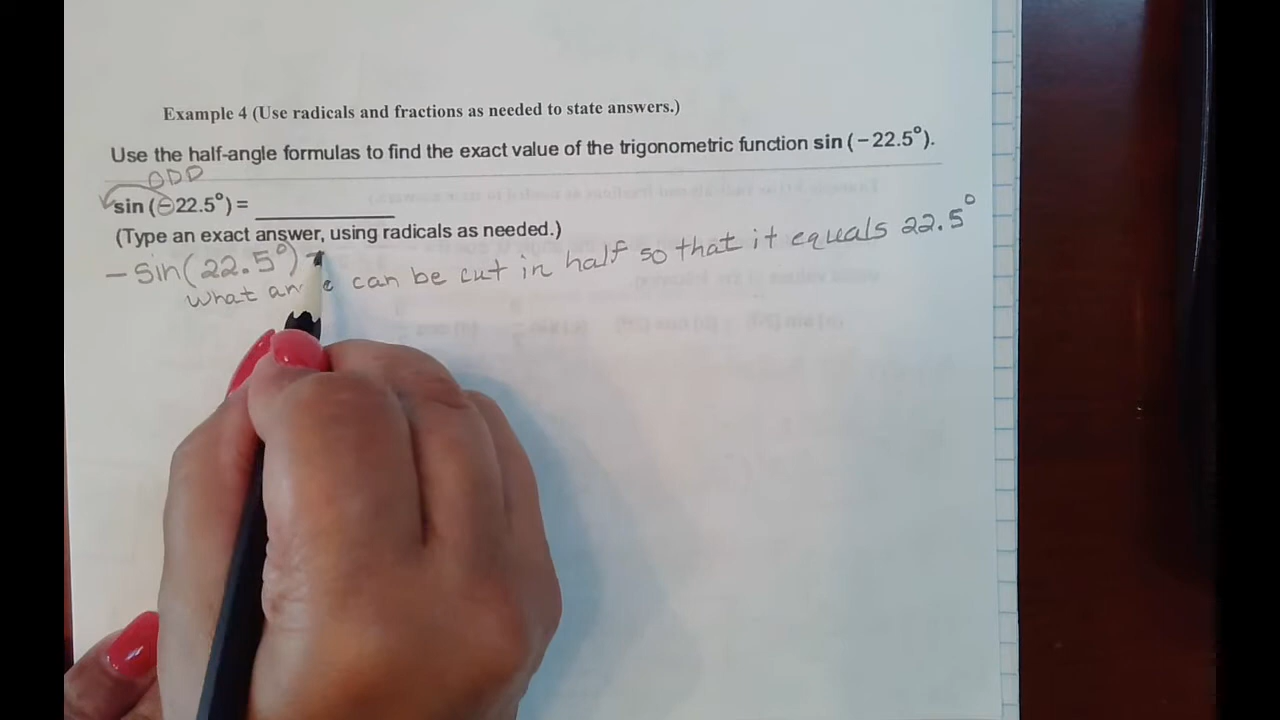 Example 4 (Use radicals and fractions as needed to state answers.)
Use the half-angle formulas to find the exact value of the trigonometric function sin (−22.5°).
ODD
sin (−22.5°) =
(Type an exact answer, using radicals as needed.)
−sin(22.5°)
What can be cut in half so that it equals 22.5°